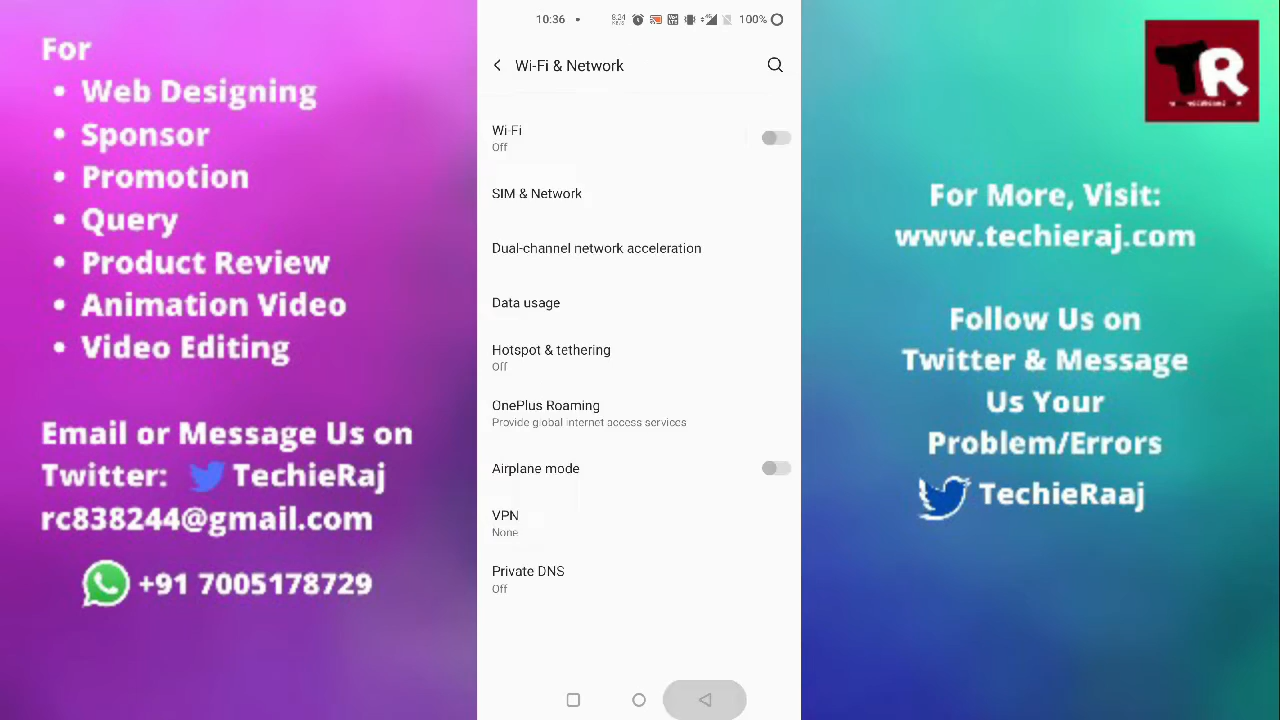 For
• Web Designing
• Sponsor
• Promotion
• Query
• Product Review
• Animation Video
• Video Editing
Email or Message Us on
Twitter: TechieRaj
rc838244@gmail.com
+91 7005178729
10:36
8.24
100%
Wi-Fi & Network
Wi-Fi
Off
SIM & Network
Dual-channel network acceleration
Data usage
Hotspot & tethering
Off
OnePlus Roaming
Provide global internet access services
Airplane mode
VPN
None
Private DNS
Off
TR
For More, Visit:
www.techieraj.com
Follow Us on
Twitter & Message
Us Your
Problem/Errors
TechieRaaj